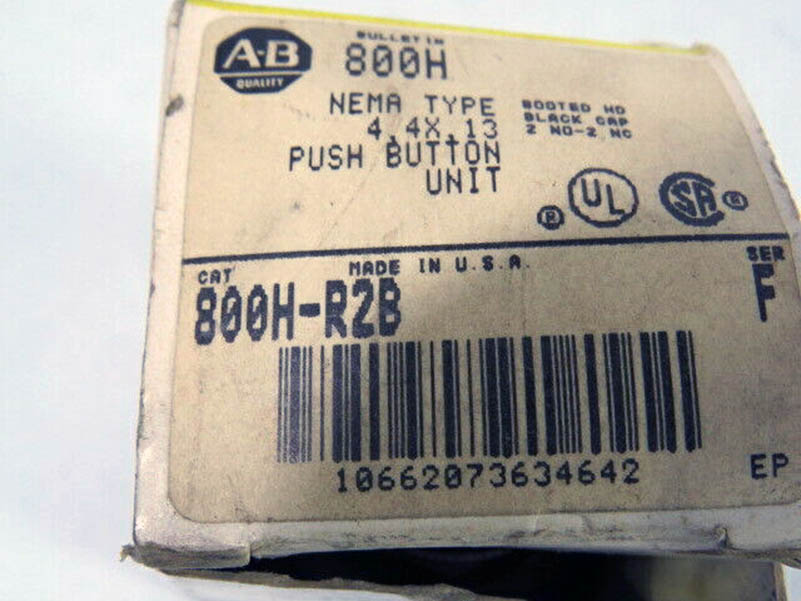 A-B
QUALITY
BULLETIN
800H
NEMA TYPE
4,4X,13
PUSH BUTTON
UNIT
BOOTED HD
BLACK CAP
2 NO-2 NC
® UL
SA ®
CAT
MADE IN U.S.A.
SER
800H-R2B
F
10662073634642
EP